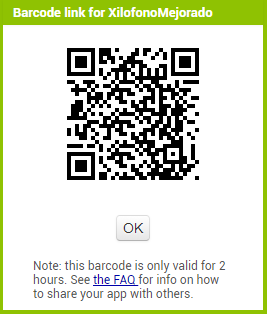 Barcode link for XilofonoMejorado
OK
Note: this barcode is only valid for 2
hours. See the FAQ for info on how
to share your app with others.